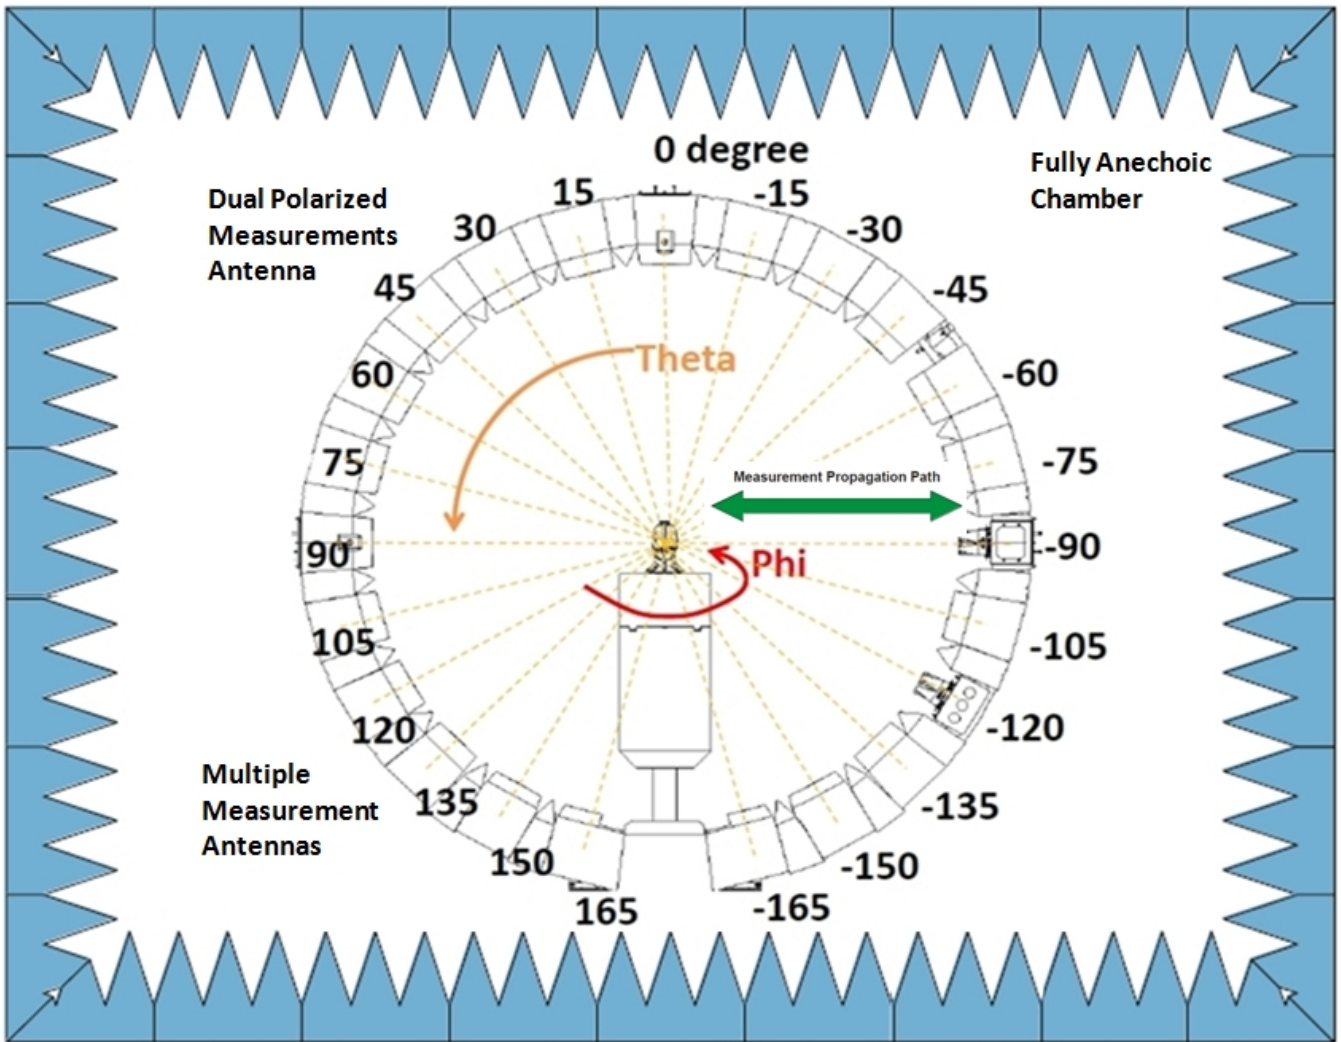 0 degree
Fully Anechoic
Chamber
Dual Polarized
Measurements
Antenna
15
-15
30
-30
45
-45
Theta
60
-60
75
-75
Measurement Propagation Path
90
-90
Phi
105
-105
120
-120
Multiple
Measurement
Antennas
135
-135
150
-150
165
-165